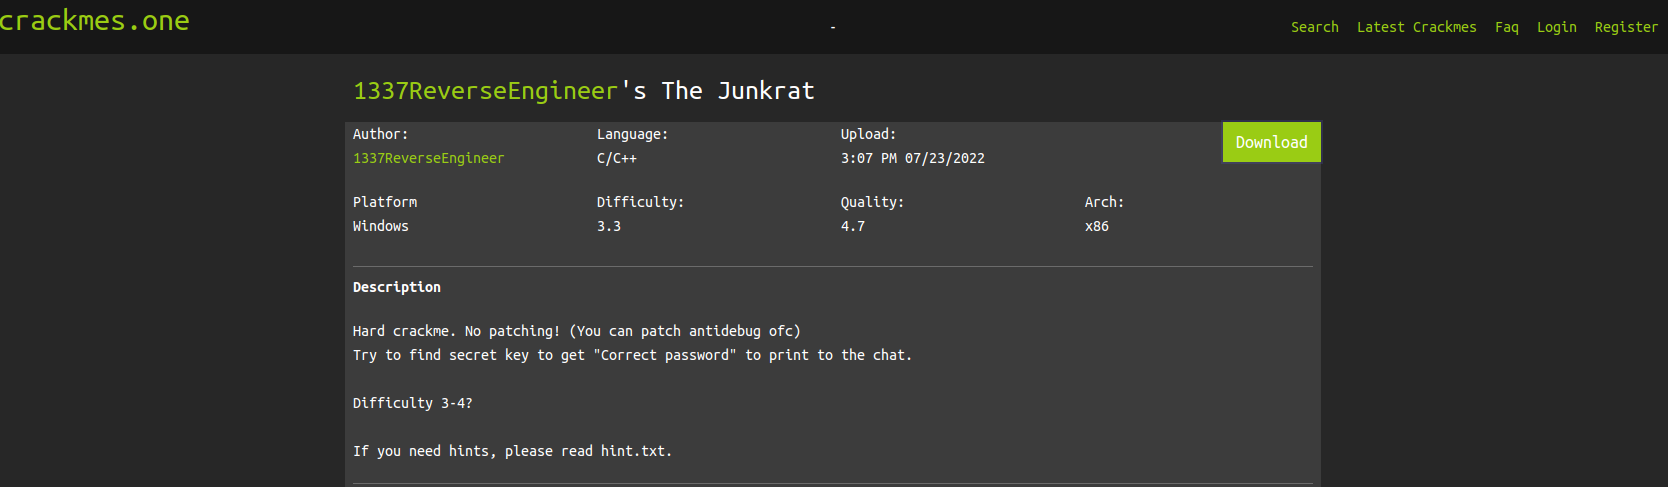 crackmes.one
-
Search Latest Crackmes Faq Login Register
1337ReverseEngineer's The Junkrat
Author: Language: Upload:
Download
1337ReverseEngineer C/C++ 3:07 PM 07/23/2022
Platform Difficulty: Quality: Arch:
Windows 3.3 4.7 x86
Description
Hard crackme. No patching! (You can patch antidebug ofc)
Try to find secret key to get "Correct password" to print to the chat.
Difficulty 3-4?
If you need hints, please read hint.txt.